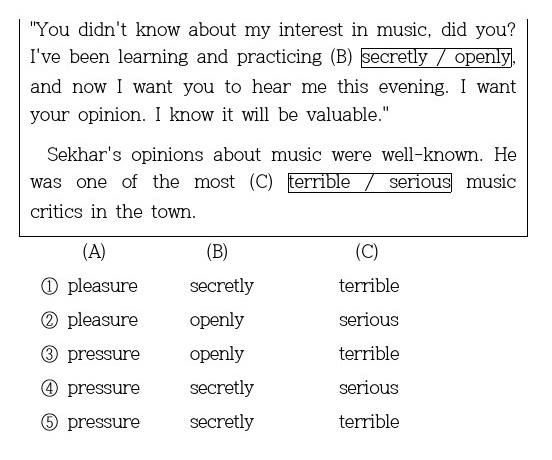 "You didn't know about my interest in music, did you?
I've been learning and practicing (B) secretly / openly,
and now I want you to hear me this evening. I want
your opinion. I know it will be valuable."
Sekhar's opinions about music were well-known. He
was one of the most (C) terrible / serious music
critics in the town.
(A) (B) (C)
① pleasure secretly terrible
② pleasure openly serious
③ pressure openly terrible
④ pressure secretly serious
⑤ pressure secretly terrible